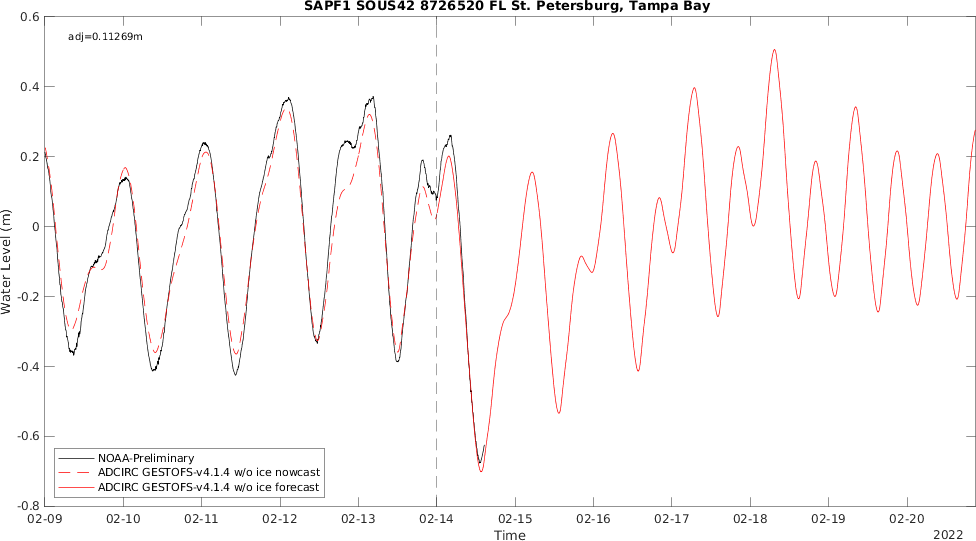 SAPF1 SOUS42 8726520 FL St. Petersburg, Tampa Bay
adj=0.11269m
0.6
0.4
0.2
0
-0.2
-0.4
-0.6
-0.8
Water Level (m)
NOAA-Preliminary
ADCIRC GESTOFS-v4.1.4 w/o ice nowcast
ADCIRC GESTOFS-v4.1.4 w/o ice forecast
02-09 02-10 02-11 02-12 02-13 02-14 02-15 02-16 02-17 02-18 02-19 02-20
Time
2022